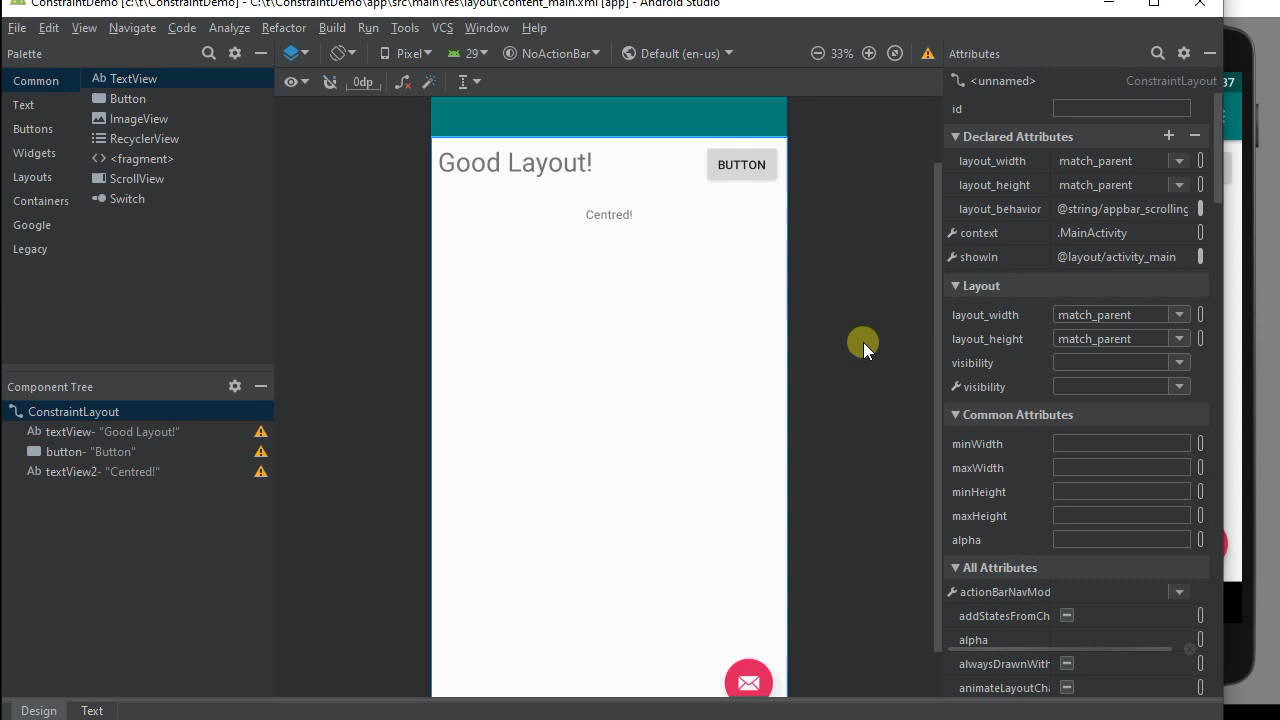 ConstraintDemo [c:\t\ConstraintDemo] - C:\t\ConstraintDemo\app\src\main\res\layout\content_main.xml [app] - Android Studio
File Edit View Navigate Code Analyze Refactor Build Run Tools VCS Window Help
Palette
Pixel 29 NoActionBar Default (en-us) 33%
Attributes
Common
Text
Buttons
Widgets
Layouts
Containers
Google
Legacy
Ab TextView
Button
ImageView
RecyclerView
<> <fragment>
ScrollView
Switch
0dp
Good Layout!
BUTTON
Centred!
Component Tree
ConstraintLayout
Ab textView- "Good Layout!"
button- "Button"
Ab textView2- "Centred!"
<unnamed> ConstraintLayout
id
Declared Attributes
layout_width match_parent
layout_height match_parent
layout_behavior @string/appbar_scrolling
context .MainActivity
showIn @layout/activity_main
Layout
layout_width match_parent
layout_height match_parent
visibility
visibility
Common Attributes
minWidth
maxWidth
minHeight
maxHeight
alpha
All Attributes
actionBarNavMod
addStatesFromCh
alpha
alwaysDrawnWith
animateLayoutCha
Design Text
37